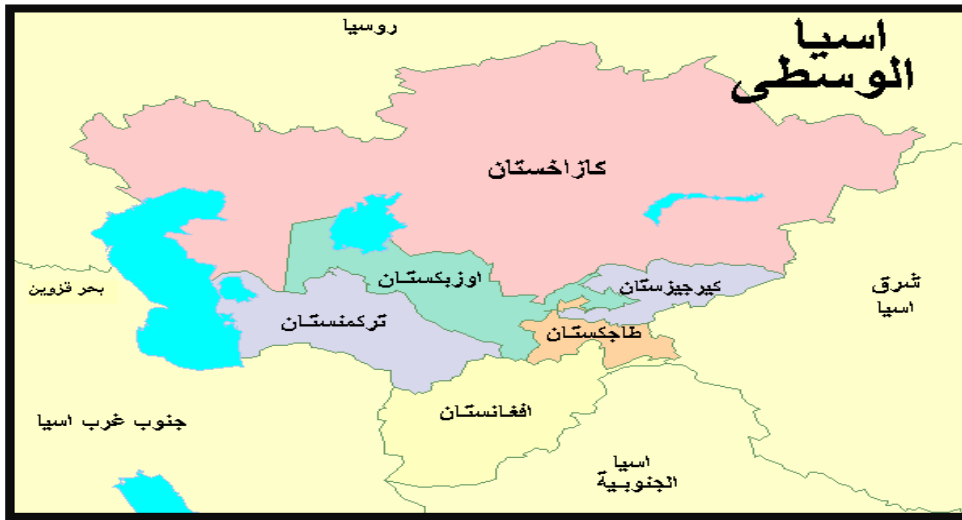 روسيا
اسيا
الوسطى
كازاخستان
اوزبكستان
كيرجيزستان
شرق
اسيا
بحر قزوين
تركمنستان
طاجكستان
افغانستان
جنوب غرب اسيا
اسيا
الجنوبية